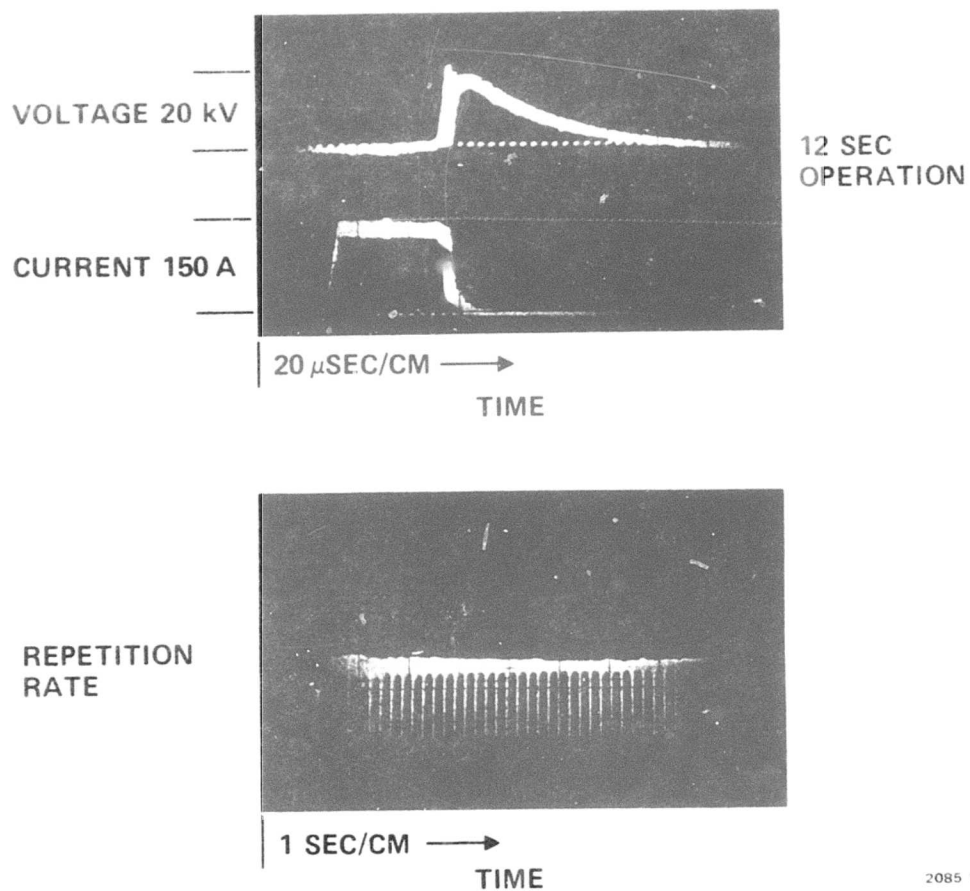 VOLTAGE 20 kV
12 SEC
OPERATION
CURRENT 150 A
20 μSEC/CM
TIME
REPETITION
RATE
1 SEC/CM
TIME
2085